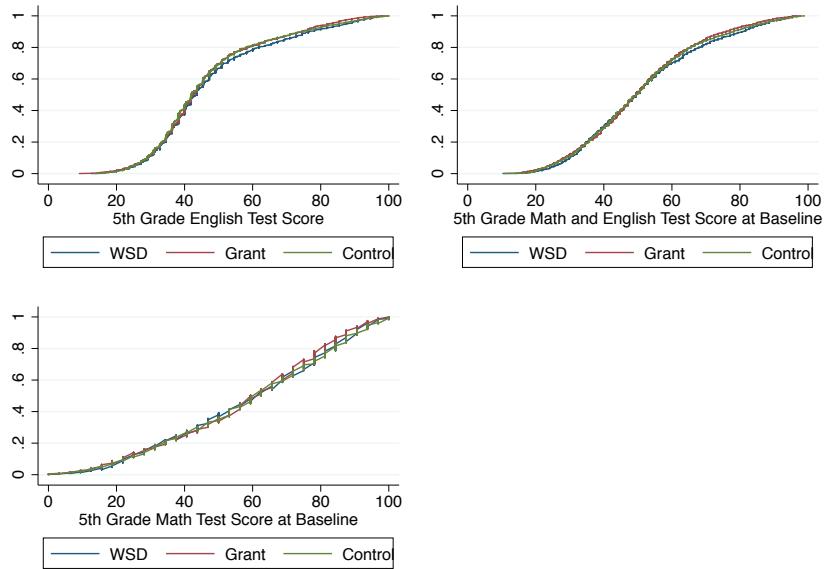 0 .2 .4 .6 .8 1
0 20 40 60 80 100
5th Grade English Test Score
WSD Grant Control
0 .2 .4 .6 .8 1
0 20 40 60 80 100
5th Grade Math and English Test Score at Baseline
WSD Grant Control
0 .2 .4 .6 .8 1
0 20 40 60 80 100
5th Grade Math Test Score at Baseline
WSD Grant Control